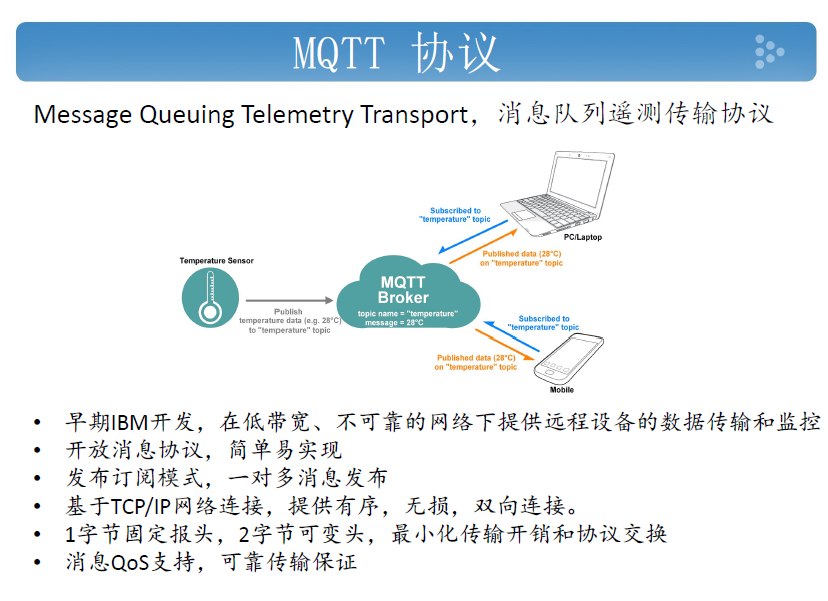 MQTT 协议
Message Queuing Telemetry Transport，消息队列遥测传输协议
Subscribed to
"temperature" topic
PC/Laptop
Published data (28°C)
on "temperature" topic
Temperature Sensor
MQTT
Broker
topic name = "temperature"
message = 28°C
Publish
temperature data (e.g. 28°C)
to "temperature" topic
Subscribed to
"temperature" topic
Published data (28°C)
on "temperature" topic
Mobile
• 早期IBM开发，在低带宽、不可靠的网络下提供远程设备的数据传输和监控
• 开放消息协议，简单易实现
• 发布订阅模式，一对多消息发布
• 基于TCP/IP网络连接，提供有序，无损，双向连接。
• 1字节固定报头，2字节可变头，最小化传输开销和协议交换
• 消息QoS支持，可靠传输保证